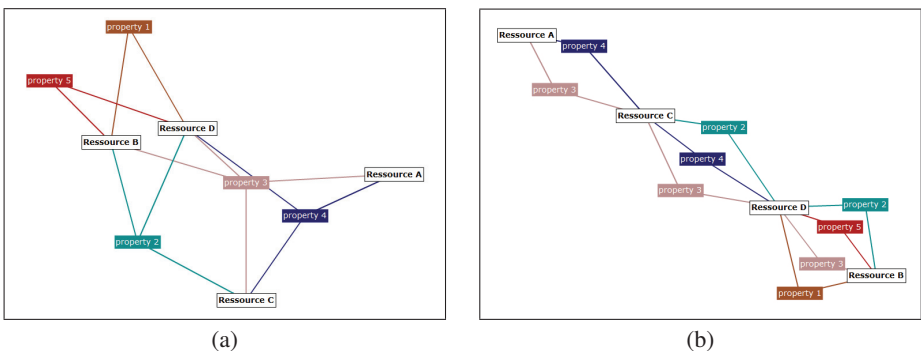 property 1
property 5
Ressource D
Ressource B
Ressource A
property 3
property 4
property 2
Ressource C
(a)
Ressource A
property 4
property 3
Ressource C
property 2
property 4
property 3
Ressource D
property 2
property 5
property 3
Ressource B
property 1
(b)